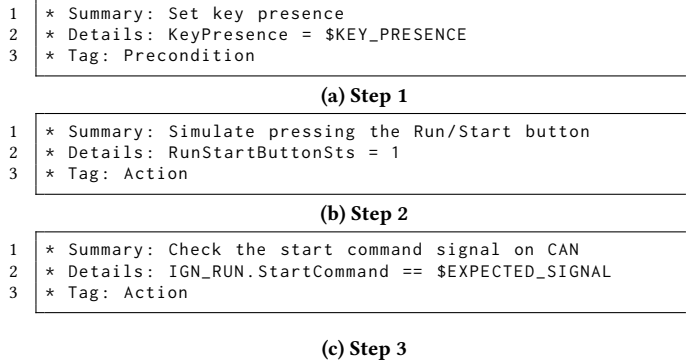 1 * Summary: Set key presence
2 * Details: KeyPresence = $KEY_PRESENCE
3 * Tag: Precondition
(a) Step 1
1 * Summary: Simulate pressing the Run/Start button
2 * Details: RunStartButtonSts = 1
3 * Tag: Action
(b) Step 2
1 * Summary: Check the start command signal on CAN
2 * Details: IGN_RUN.StartCommand == $EXPECTED_SIGNAL
3 * Tag: Action
(c) Step 3